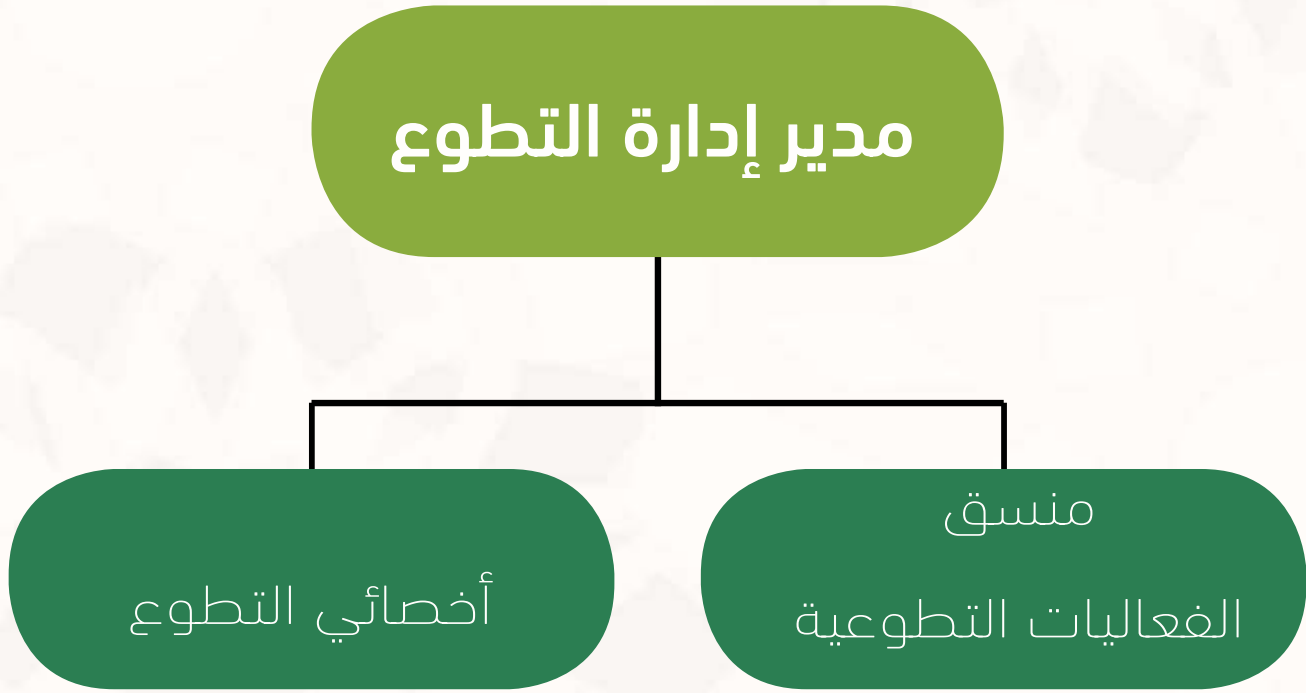 مدير إدارة التطوع
منسق
الفعاليات التطوعية
أخصائي التطوع